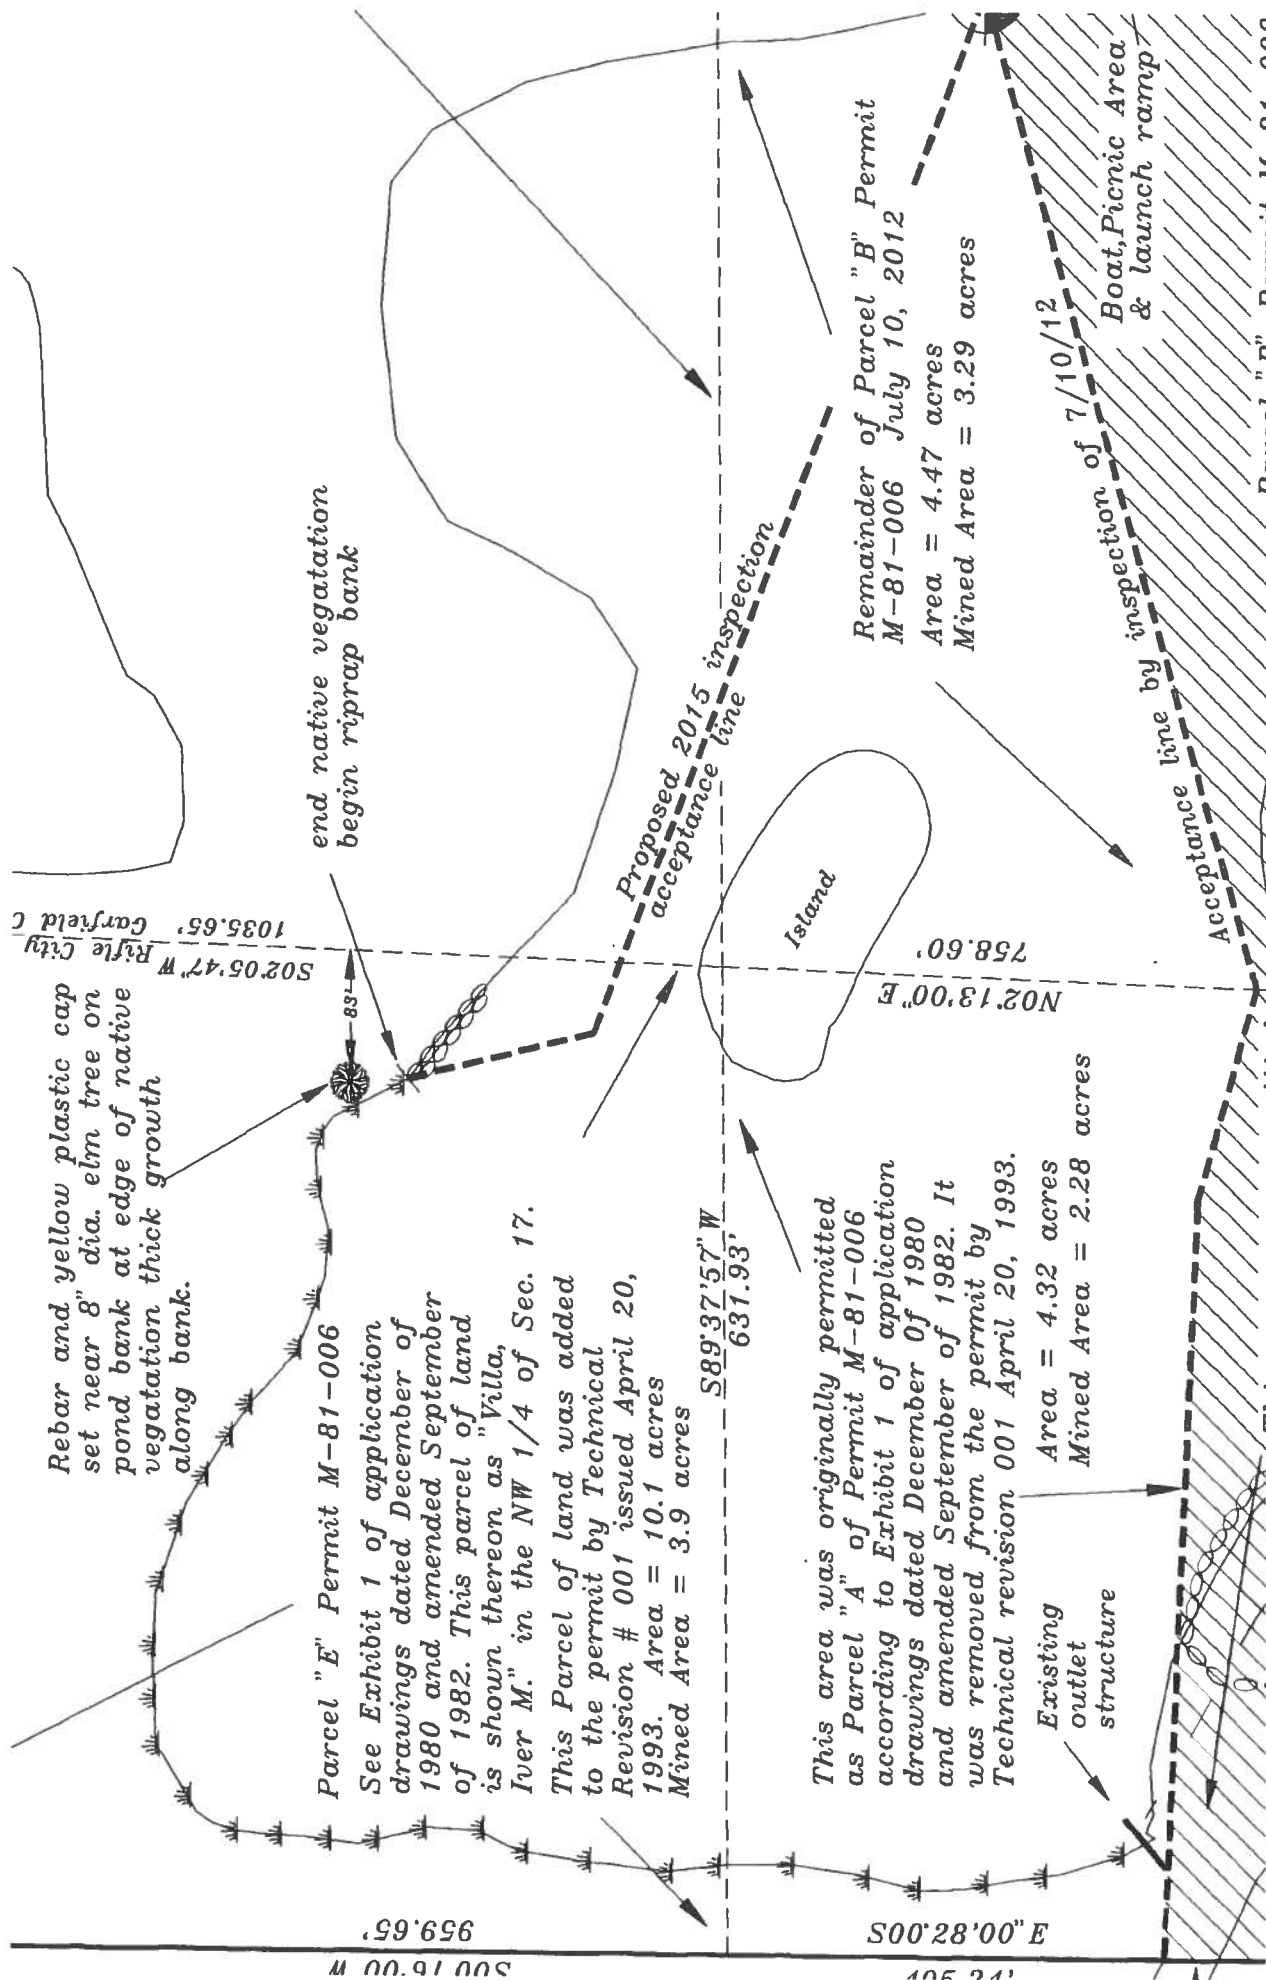 Rebar and yellow plastic cap
set near 8" dia. elm tree on
pond bank at edge of native
vegatation thick growth
along bank.
S02°05'47"W
1035.65'
Rifle City
Garfield C
83'
end native vegatation
begin riprap bank
Parcel "E" Permit M-81-006
See Exhibit 1 of application
drawings dated December of
1980 and amended September
of 1982. This parcel of land
is shown thereon as "Villa,
Iver M." in the NW 1/4 of Sec. 17.
This Parcel of land was added
to the permit by Technical
Revision # 001 issued April 20,
1993. Area = 10.1 acres
Mined Area = 3.9 acres
Proposed 2015 inspection
acceptance line
S89°37'57"W
631.93'
Island
N02°13'00"E
758.60'
Remainder of Parcel "B" Permit
M-81-006 July 10, 2012
Area = 4.47 acres
Mined Area = 3.29 acres
This area was originally permitted
as Parcel "A" of Permit M-81-006
according to Exhibit 1 of application
drawings dated December Of 1980
and amended September of 1982. It
was removed from the permit by
Technical revision 001 April 20, 1993.
Area = 4.32 acres
Mined Area = 2.28 acres
Existing
outlet
structure
Acceptance line by inspection of 7/10/12
Boat,Picnic Area
& launch ramp
959.65'
S00°16'00"W
S00°28'00"E